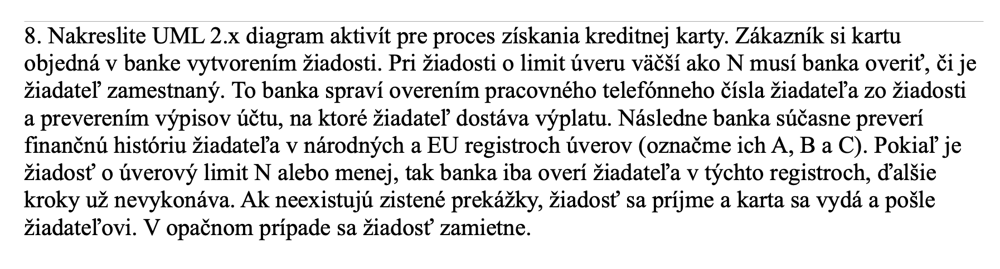 8. Nakreslite UML 2.x diagram aktivít pre proces získania kreditnej karty. Zákazník si kartu
objedná v banke vytvorením žiadosti. Pri žiadosti o limit úveru väčší ako N musí banka overiť, či je
žiadateľ zamestnaný. To banka spraví overením pracovného telefónneho čísla žiadateľa zo žiadosti
a preverením výpisov účtu, na ktoré žiadateľ dostáva výplatu. Následne banka súčasne preverí
finančnú históriu žiadateľa v národných a EU registroch úverov (označme ich A, B a C). Pokiaľ je
žiadosť o úverový limit N alebo menej, tak banka iba overí žiadateľa v týchto registroch, ďalšie
kroky už nevykonáva. Ak neexistujú zistené prekážky, žiadosť sa príjme a karta sa vydá a pošle
žiadateľovi. V opačnom prípade sa žiadosť zamietne.